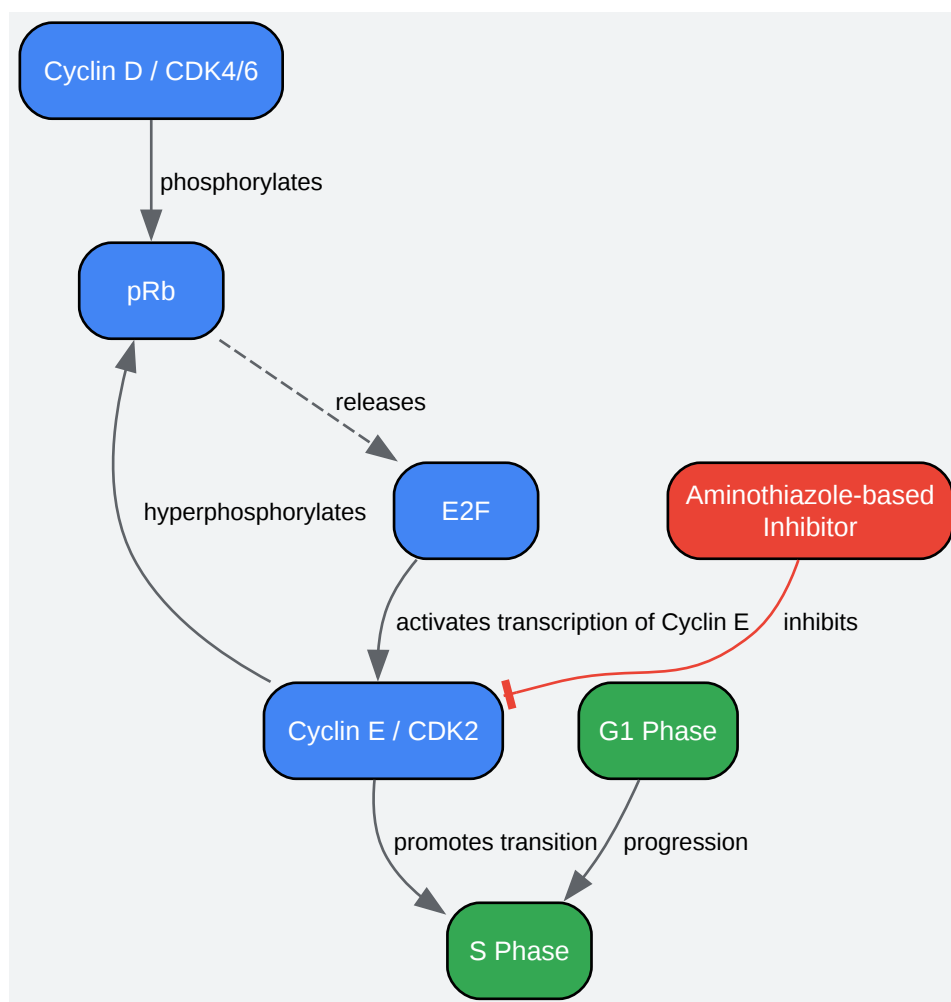 Cyclin D / CDK4/6
phosphorylates
pRb
releases
hyperphosphorylates
E2F
Aminothiazole-based
Inhibitor
activates transcription of Cyclin E
inhibits
Cyclin E / CDK2
G1 Phase
promotes transition
progression
S Phase